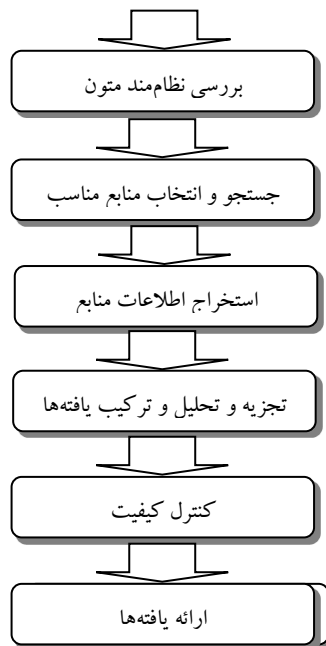 بررسی نظام‌مند متون
جستجو و انتخاب منابع مناسب
استخراج اطلاعات منابع
تجزیه و تحلیل و ترکیب یافته‌ها
کنترل کیفیت
ارائه یافته‌ها